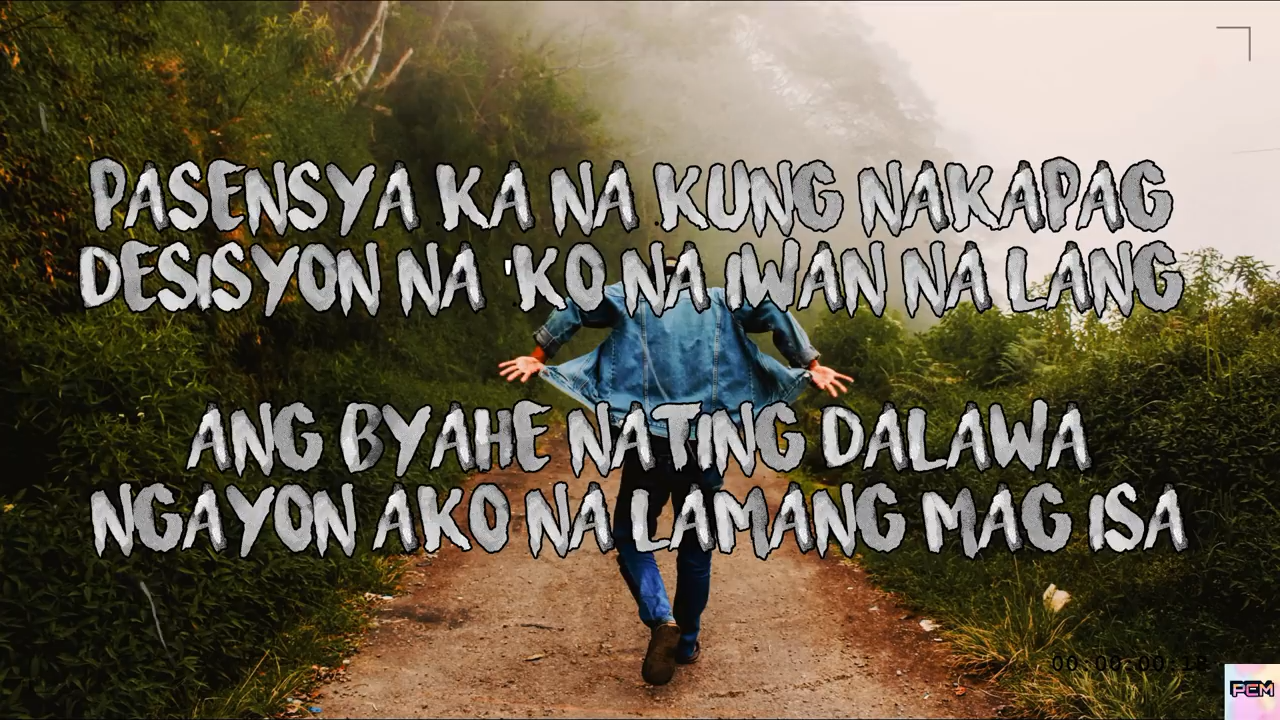 PASENSYA KA NA KUNG NAKAPAG
DESISYON NA 'KO NA IWAN NA LANG
ANG BYAHE NATING DALAWA
NGAYON AKO NA LAMANG MAG ISA
PCM